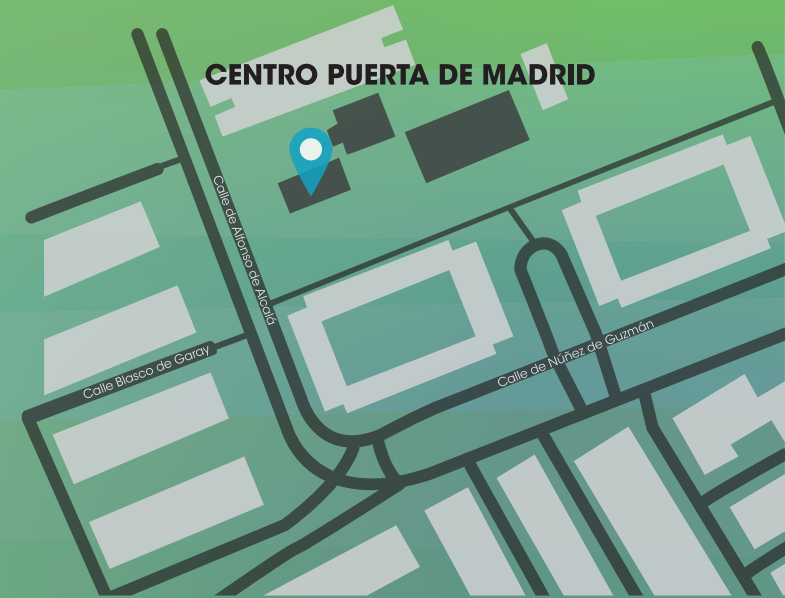 CENTRO PUERTA DE MADRID
Calle de Alfonso de Alcalá
Calle de Núñez de Guzmán
Calle Blasco de Garay